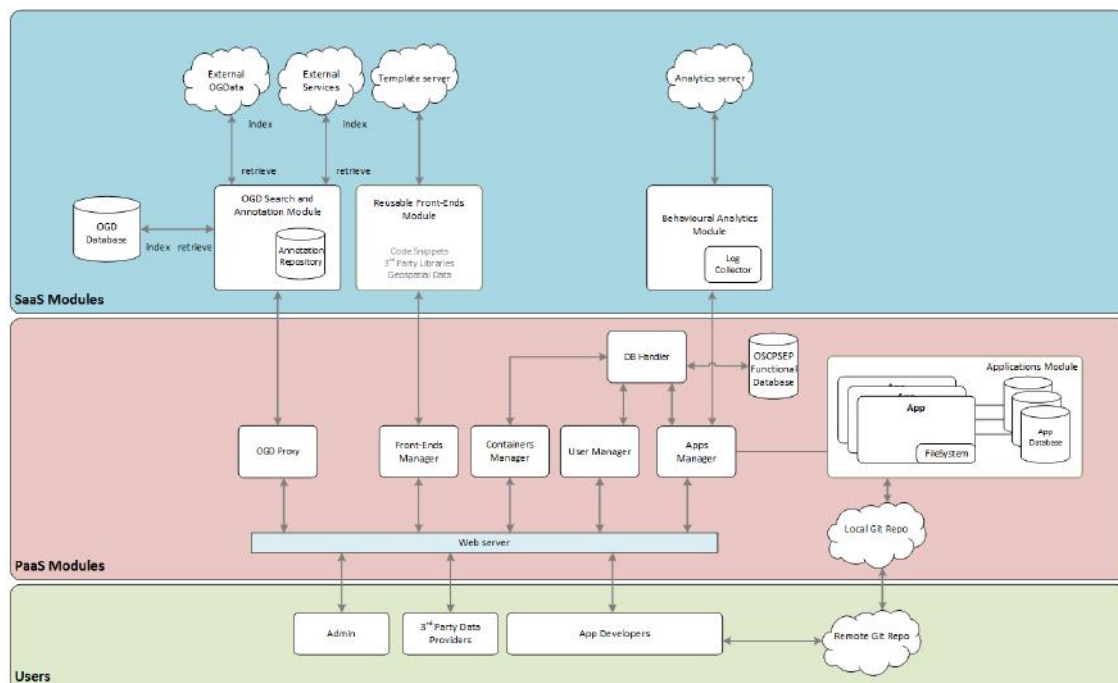 External
OGData
External
Services
Template server
Analytics server
index
index
retrieve
retrieve
OGD Search and
Annotation Module
Reusable Front-Ends
Module
Behavioural Analytics
Module
OGD
Database
index retrieve
Annotation
Repository
Code Snippets
3rd Party Libraries
Geospatial Data
Log
Collector
SaaS Modules
DB Handler
OSCPSEP
Functional
Database
Applications Module
App
App
App
FileSystem
App
Database
OGD Proxy
Front-Ends
Manager
Containers
Manager
User Manager
Apps
Manager
Local Git Repo
Web server
PaaS Modules
Admin
3rd Party Data
Providers
App Developers
Remote Git Repo
Users